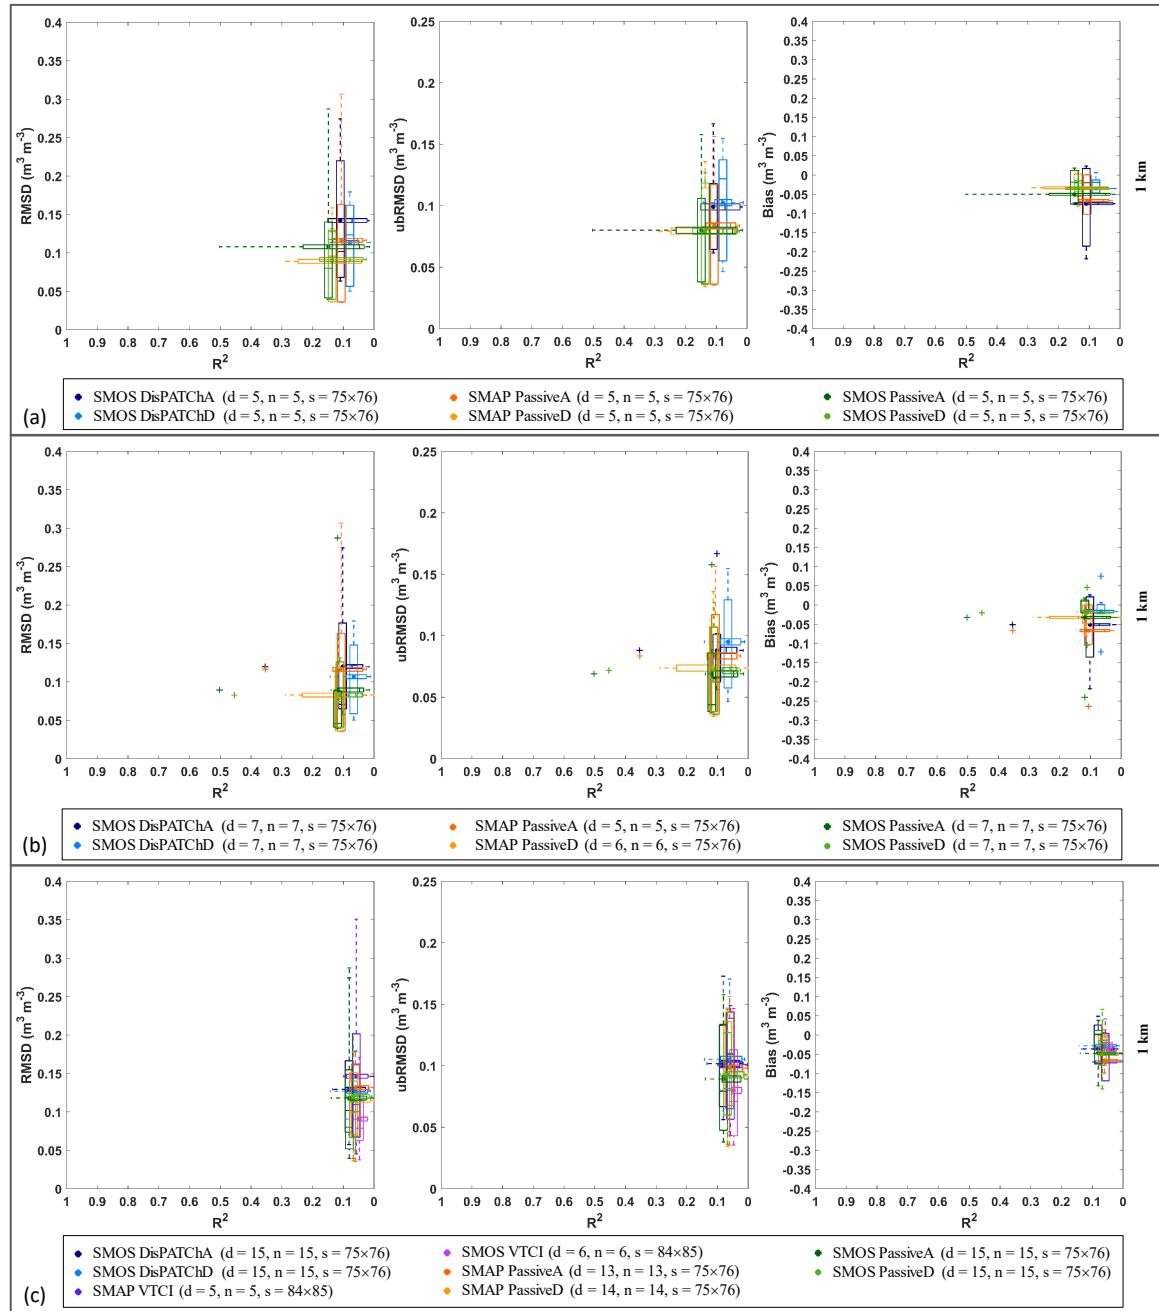 0.4
0.35
0.3
0.25
0.2
0.15
0.1
0.05
0
RMSD (m³ m⁻³)
1 0.9 0.8 0.7 0.6 0.5 0.4 0.3 0.2 0.1 0
R²
0.25
0.2
0.15
0.1
0.05
0
ubRMSD (m³ m⁻³)
1 0.9 0.8 0.7 0.6 0.5 0.4 0.3 0.2 0.1 0
R²
0.4
0.35
0.3
0.25
0.2
0.15
0.1
0.05
0
-0.05
-0.1
-0.15
-0.2
-0.25
-0.3
-0.35
-0.4
Bias (m³ m⁻³)
1 0.9 0.8 0.7 0.6 0.5 0.4 0.3 0.2 0.1 0
R²
1 km
(a)
SMOS DisPATChA (d = 5, n = 5, s = 75×76)
SMOS DisPATChD (d = 5, n = 5, s = 75×76)
SMAP PassiveA (d = 5, n = 5, s = 75×76)
SMAP PassiveD (d = 5, n = 5, s = 75×76)
SMOS PassiveA (d = 5, n = 5, s = 75×76)
SMOS PassiveD (d = 5, n = 5, s = 75×76)
0.4
0.35
0.3
0.25
0.2
0.15
0.1
0.05
0
RMSD (m³ m⁻³)
1 0.9 0.8 0.7 0.6 0.5 0.4 0.3 0.2 0.1 0
R²
0.25
0.2
0.15
0.1
0.05
0
ubRMSD (m³ m⁻³)
1 0.9 0.8 0.7 0.6 0.5 0.4 0.3 0.2 0.1 0
R²
0.4
0.35
0.3
0.25
0.2
0.15
0.1
0.05
0
-0.05
-0.1
-0.15
-0.2
-0.25
-0.3
-0.35
-0.4
Bias (m³ m⁻³)
1 0.9 0.8 0.7 0.6 0.5 0.4 0.3 0.2 0.1 0
R²
1 km
(b)
SMOS DisPATChA (d = 7, n = 7, s = 75×76)
SMOS DisPATChD (d = 7, n = 7, s = 75×76)
SMAP PassiveA (d = 5, n = 5, s = 75×76)
SMAP PassiveD (d = 6, n = 6, s = 75×76)
SMOS PassiveA (d = 7, n = 7, s = 75×76)
SMOS PassiveD (d = 7, n = 7, s = 75×76)
0.4
0.35
0.3
0.25
0.2
0.15
0.1
0.05
0
RMSD (m³ m⁻³)
1 0.9 0.8 0.7 0.6 0.5 0.4 0.3 0.2 0.1 0
R²
0.25
0.2
0.15
0.1
0.05
0
ubRMSD (m³ m⁻³)
1 0.9 0.8 0.7 0.6 0.5 0.4 0.3 0.2 0.1 0
R²
0.4
0.35
0.3
0.25
0.2
0.15
0.1
0.05
0
-0.05
-0.1
-0.15
-0.2
-0.25
-0.3
-0.35
-0.4
Bias (m³ m⁻³)
1 0.9 0.8 0.7 0.6 0.5 0.4 0.3 0.2 0.1 0
R²
1 km
(c)
SMOS DisPATChA (d = 15, n = 15, s = 75×76)
SMOS DisPATChD (d = 15, n = 15, s = 75×76)
SMAP VTCI (d = 5, n = 5, s = 84×85)
SMOS VTCI (d = 6, n = 6, s = 84×85)
SMAP PassiveA (d = 13, n = 13, s = 75×76)
SMAP PassiveD (d = 14, n = 14, s = 75×76)
SMOS PassiveA (d = 15, n = 15, s = 75×76)
SMOS PassiveD (d = 15, n = 15, s = 75×76)